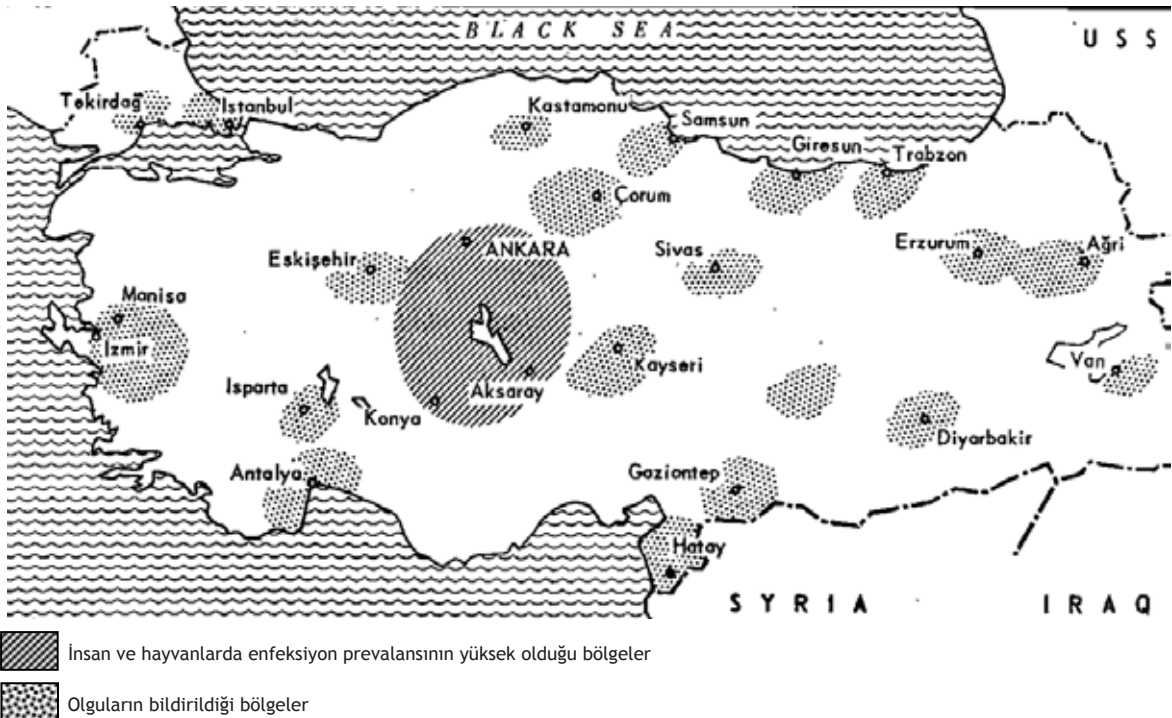 BLACK SEA
U S S
Tekirdağ
Istanbul
Kastamonu
Samsun
Giresun
Trabzon
Çorum
Eskişehir
ANKARA
Sivas
Erzurum
Ağri
Manisa
Izmir
Isparta
Konya
Aksaray
Kayseri
Van
Diyarbakir
Antalya
Gaziontep
Hatay
SYRIA
IRAQ
İnsan ve hayvanlarda enfeksiyon prevalansının yüksek olduğu bölgeler
Olguların bildirildiği bölgeler